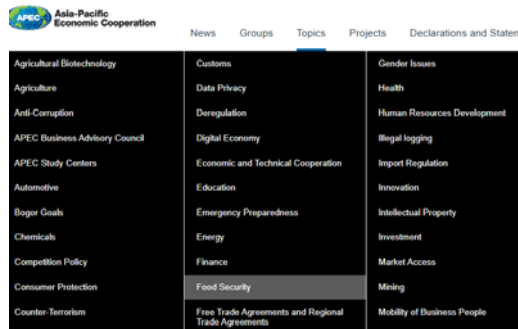 APEC
Asia-Pacific
Economic Cooperation
News Groups Topics Projects Declarations and Statem
Agricultural Biotechnology
Agriculture
Anti-Corruption
APEC Business Advisory Council
APEC Study Centers
Automotive
Bogor Goals
Chemicals
Competition Policy
Consumer Protection
Counter-Terrorism
Customs
Data Privacy
Deregulation
Digital Economy
Economic and Technical Cooperation
Education
Emergency Preparedness
Energy
Finance
Food Security
Free Trade Agreements and Regional
Trade Agreements
Gender Issues
Health
Human Resources Development
Illegal logging
Import Regulation
Innovation
Intellectual Property
Investment
Market Access
Mining
Mobility of Business People